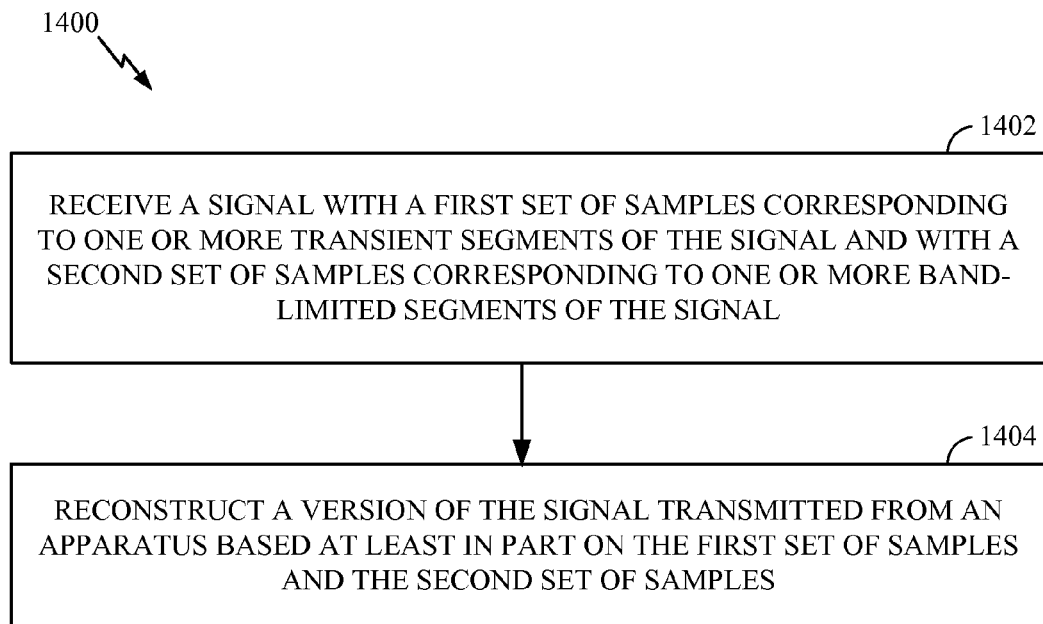 1400
1402
RECEIVE A SIGNAL WITH A FIRST SET OF SAMPLES CORRESPONDING
TO ONE OR MORE TRANSIENT SEGMENTS OF THE SIGNAL AND WITH A
SECOND SET OF SAMPLES CORRESPONDING TO ONE OR MORE BAND-
LIMITED SEGMENTS OF THE SIGNAL
1404
RECONSTRUCT A VERSION OF THE SIGNAL TRANSMITTED FROM AN
APPARATUS BASED AT LEAST IN PART ON THE FIRST SET OF SAMPLES
AND THE SECOND SET OF SAMPLES